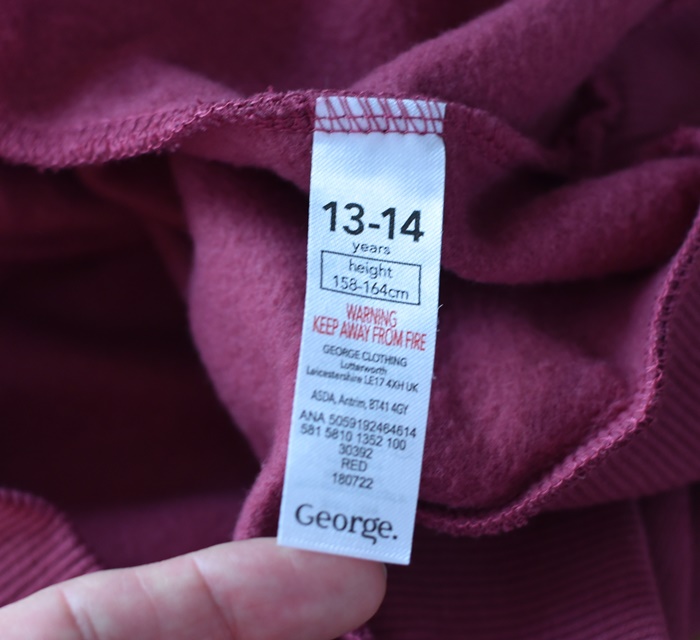 13-14
years
height
158-164cm
WARNING
KEEP AWAY FROM FIRE
GEORGE CLOTHING
Lutterworth
Leicestershire LE17 4XH UK
ASDA, Antrim, BT41 4GY
ANA 5059192464614
581 5810 1352 100
30392
RED
180722
George.